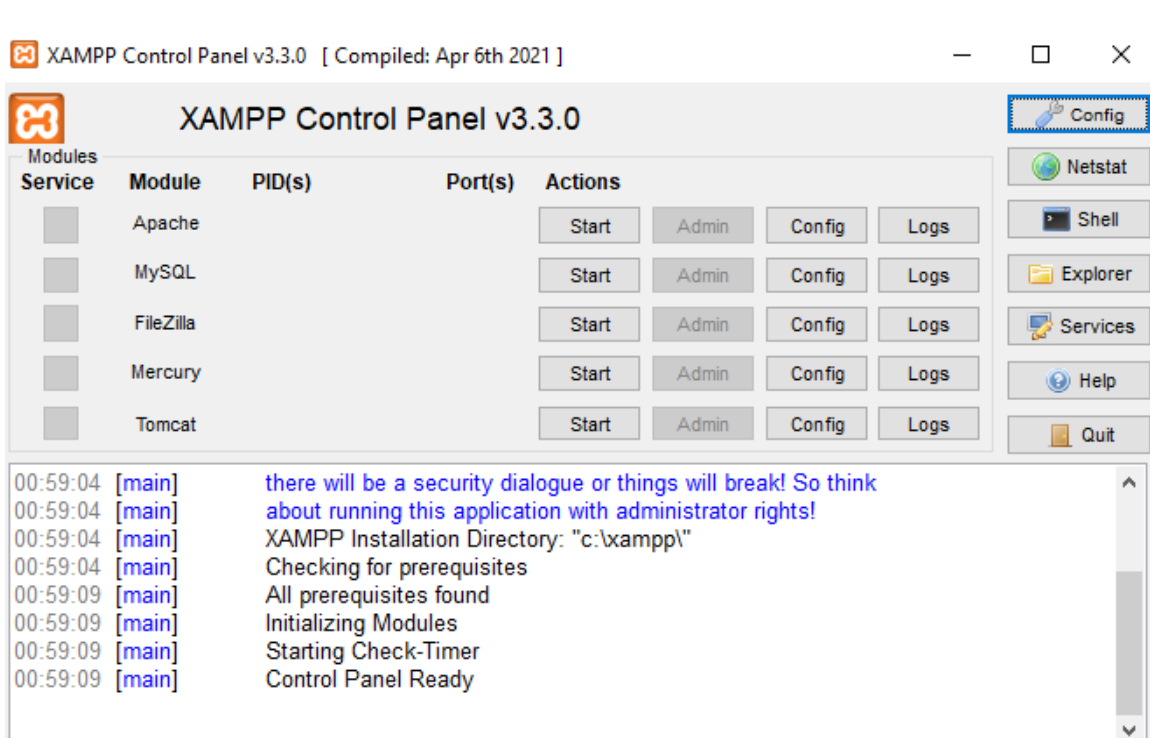 XAMPP Control Panel v3.3.0 [ Compiled: Apr 6th 2021 ]
XAMPP Control Panel v3.3.0
Config
Modules
Netstat
Service Module PID(s) Port(s) Actions
Apache Start Admin Config Logs
Shell
MySQL Start Admin Config Logs
Explorer
FileZilla Start Admin Config Logs
Services
Mercury Start Admin Config Logs
Help
Tomcat Start Admin Config Logs
Quit
00:59:04 [main] there will be a security dialogue or things will break! So think
00:59:04 [main] about running this application with administrator rights!
00:59:04 [main] XAMPP Installation Directory: "c:\xampp\"
00:59:04 [main] Checking for prerequisites
00:59:09 [main] All prerequisites found
00:59:09 [main] Initializing Modules
00:59:09 [main] Starting Check-Timer
00:59:09 [main] Control Panel Ready